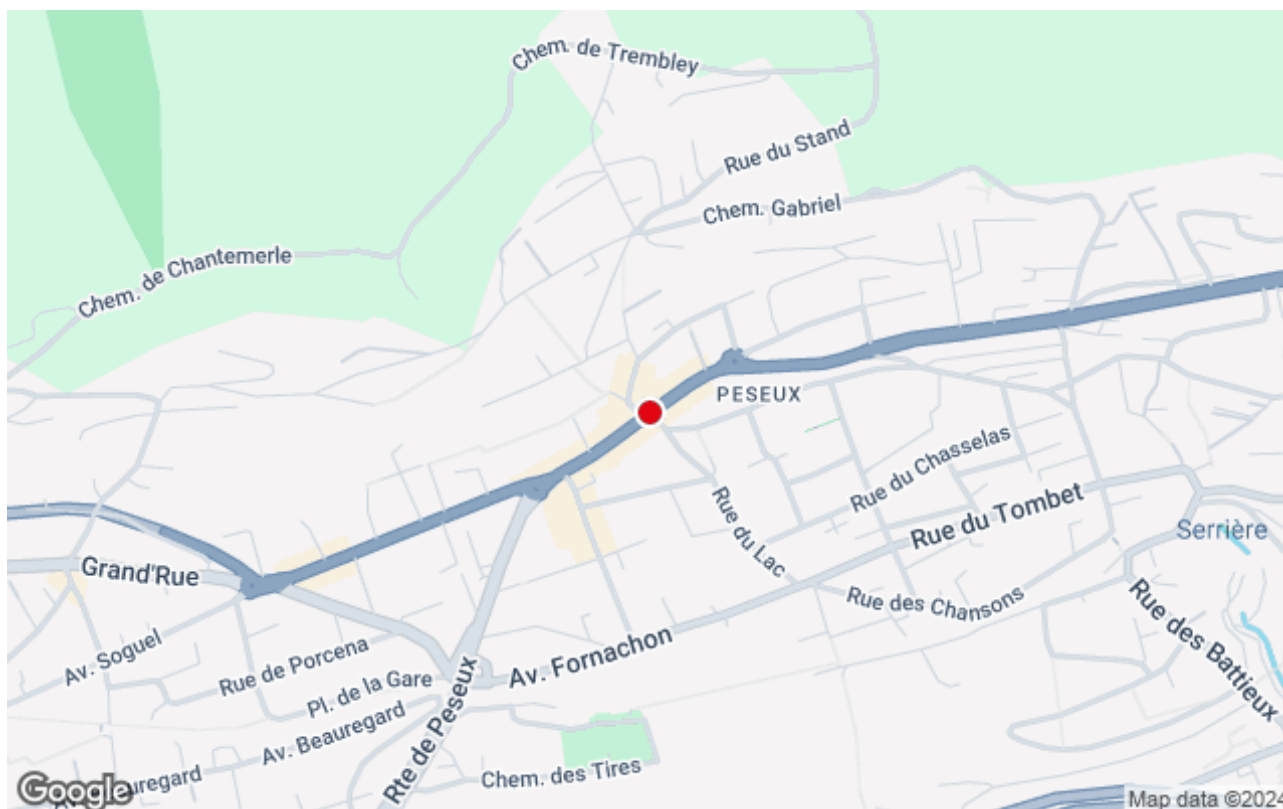 Chem. de Trembley
Rue du Stand
Chem. Gabriel
Chem. de Chantemerle
PESEUX
Rue du Chasselas
Rue du Tombet
Serrière
Rue du Lac
Grand'Rue
Rue des Chansons
Rue des Battieux
Av. Soguel
Rue de Porcena
Av. Fornachon
Pl. de la Gare
Av. Beauregard
Rte de Peseux
Chem. des Tires
Google
Map data ©2024